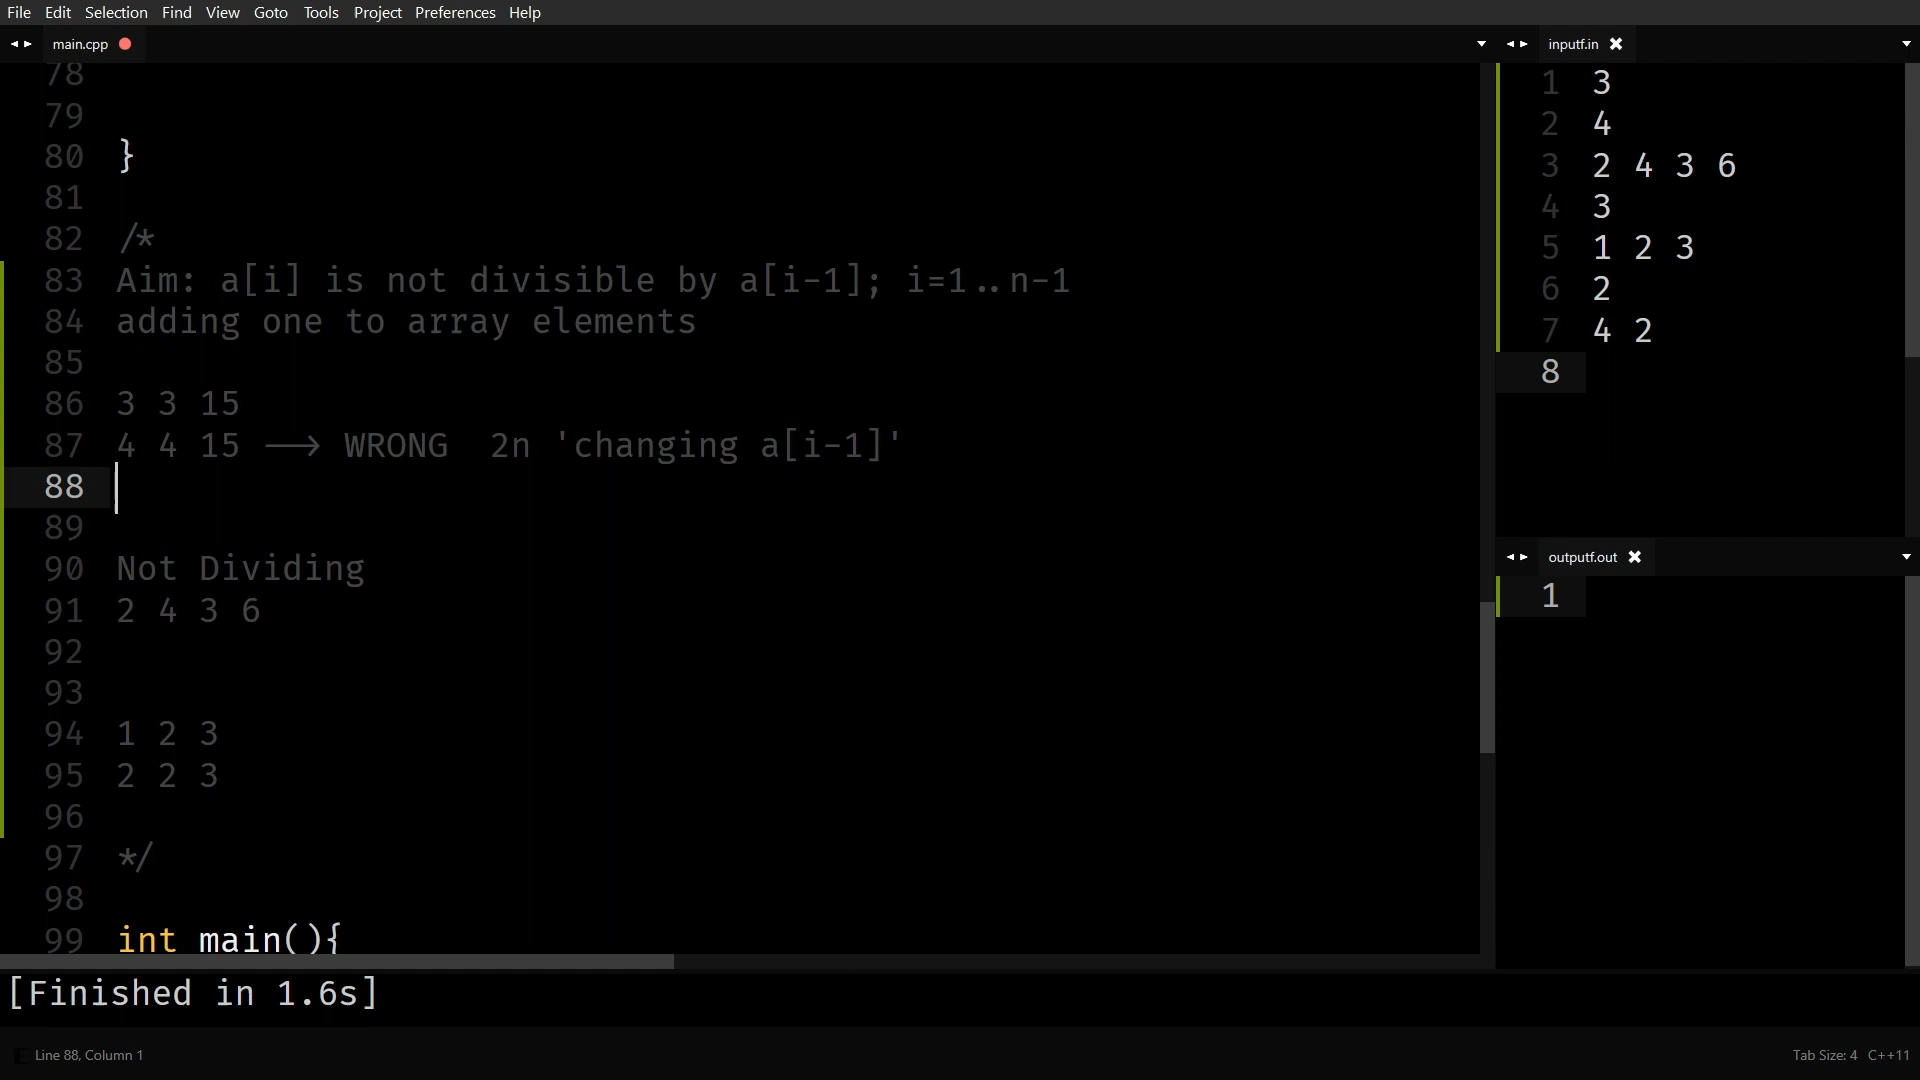 File Edit Selection Find View Goto Tools Project Preferences Help
main.cpp
78
79
80 }
81
82 /*
83 Aim: a[i] is not divisible by a[i-1]; i=1..n-1
84 adding one to array elements
85
86 3 3 15
87 4 4 15 --> WRONG  2n 'changing a[i-1]'
88
89
90 Not Dividing
91 2 4 3 6
92
93
94 1 2 3
95 2 2 3
96
97 */
98
99 int main(){
inputf.in
1 3
2 4
3 2 4 3 6
4 3
5 1 2 3
6 2
7 4 2
8
outputf.out
1
[Finished in 1.6s]
Line 88, Column 1
Tab Size: 4 C++11